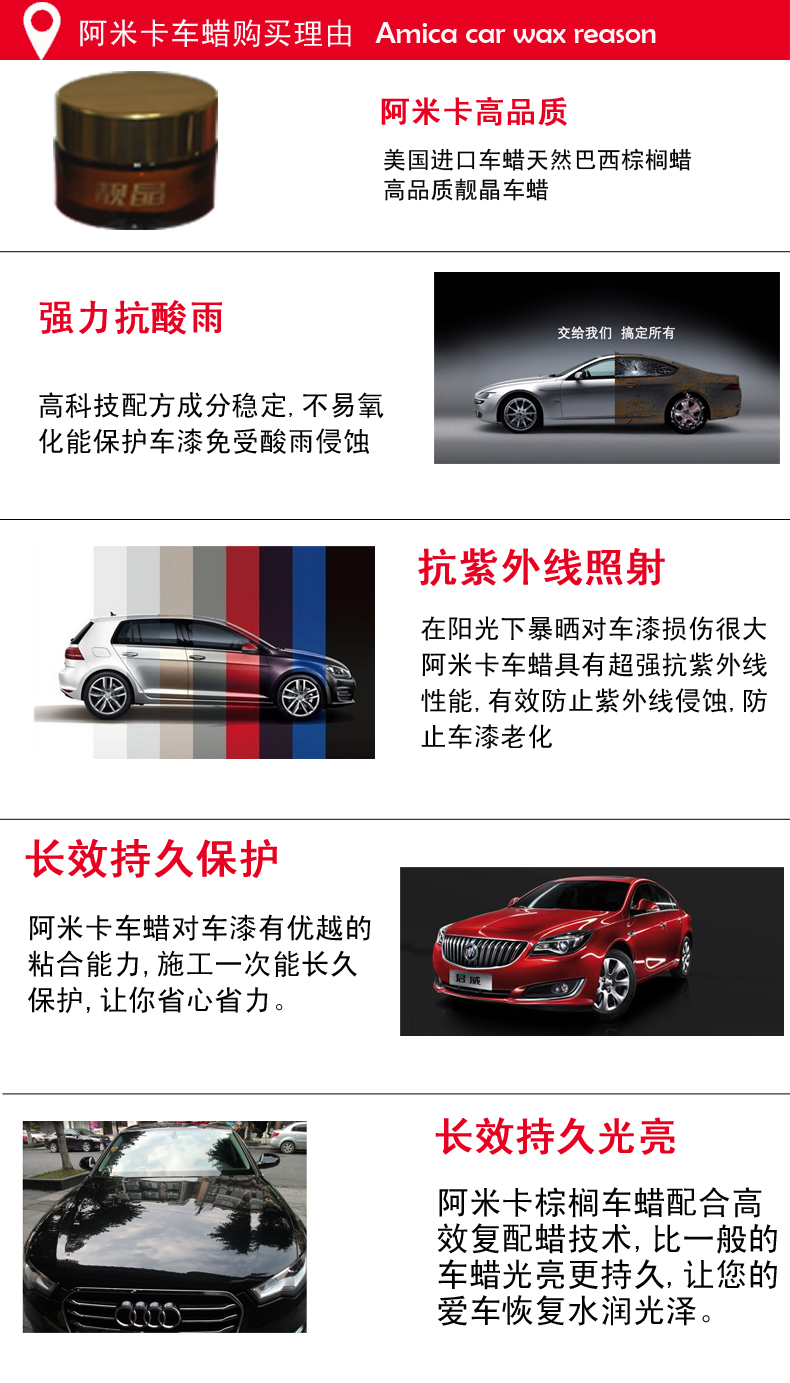 阿米卡车蜡购买理由 Amica car wax reason
阿米卡高品质
美国进口车蜡天然巴西棕榈蜡
高品质靓晶车蜡
靓晶
强力抗酸雨
高科技配方成分稳定,不易氧
化能保护车漆免受酸雨侵蚀
交给我们 搞定所有
抗紫外线照射
在阳光下暴晒对车漆损伤很大
阿米卡车蜡具有超强抗紫外线
性能,有效防止紫外线侵蚀,防
止车漆老化
长效持久保护
阿米卡车蜡对车漆有优越的
粘合能力,施工一次能长久
保护,让你省心省力。
君威
长效持久光亮
阿米卡棕榈车蜡配合高
效复配蜡技术,比一般的
车蜡光亮更持久,让您的
爱车恢复水润光泽。